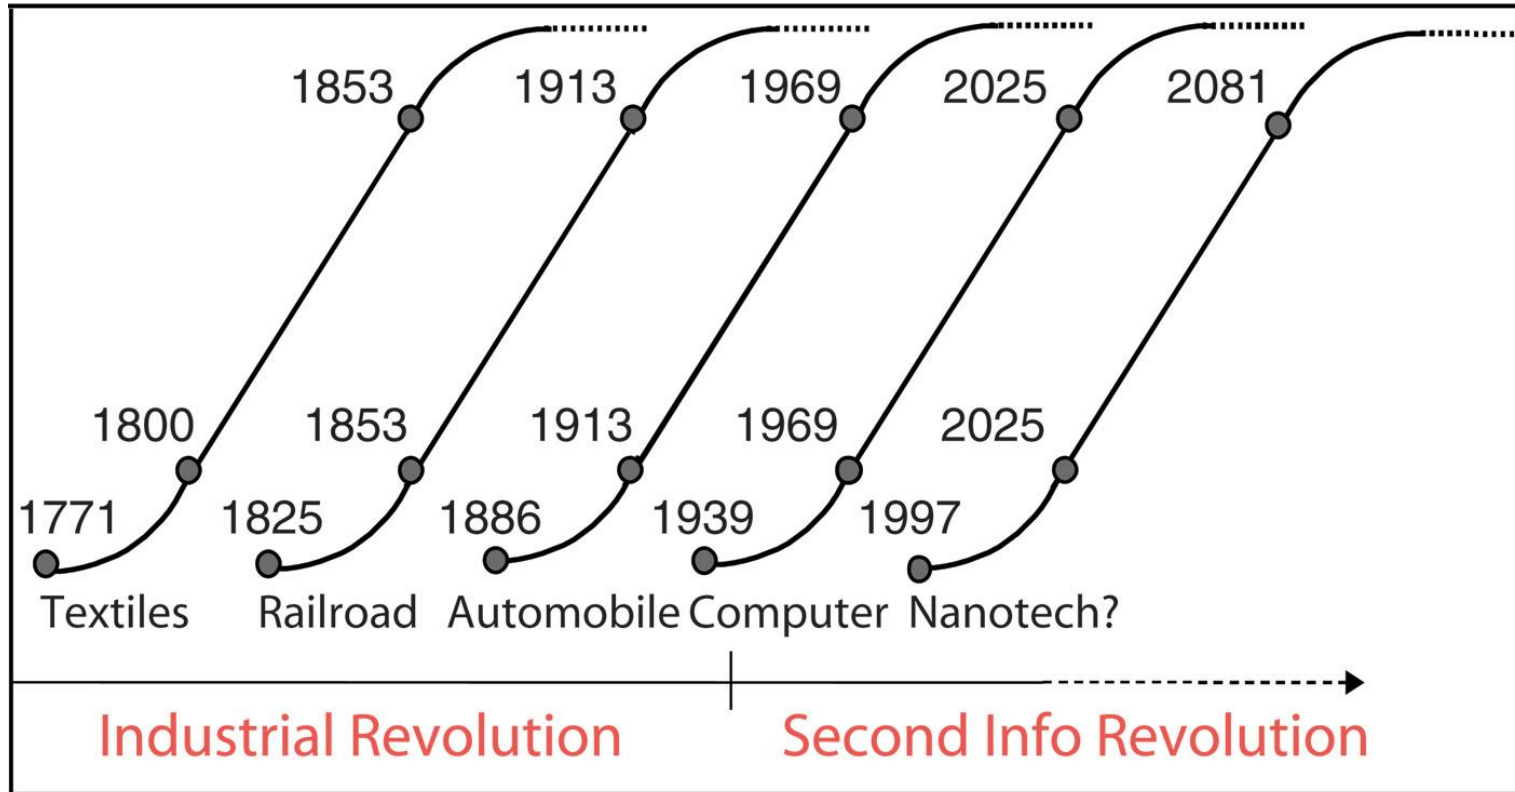 1853 1913 1969 2025 2081
1800 1853 1913 1969 2025
1771 1825 1886 1939 1997
Textiles Railroad Automobile Computer Nanotech?
Industrial Revolution Second Info Revolution